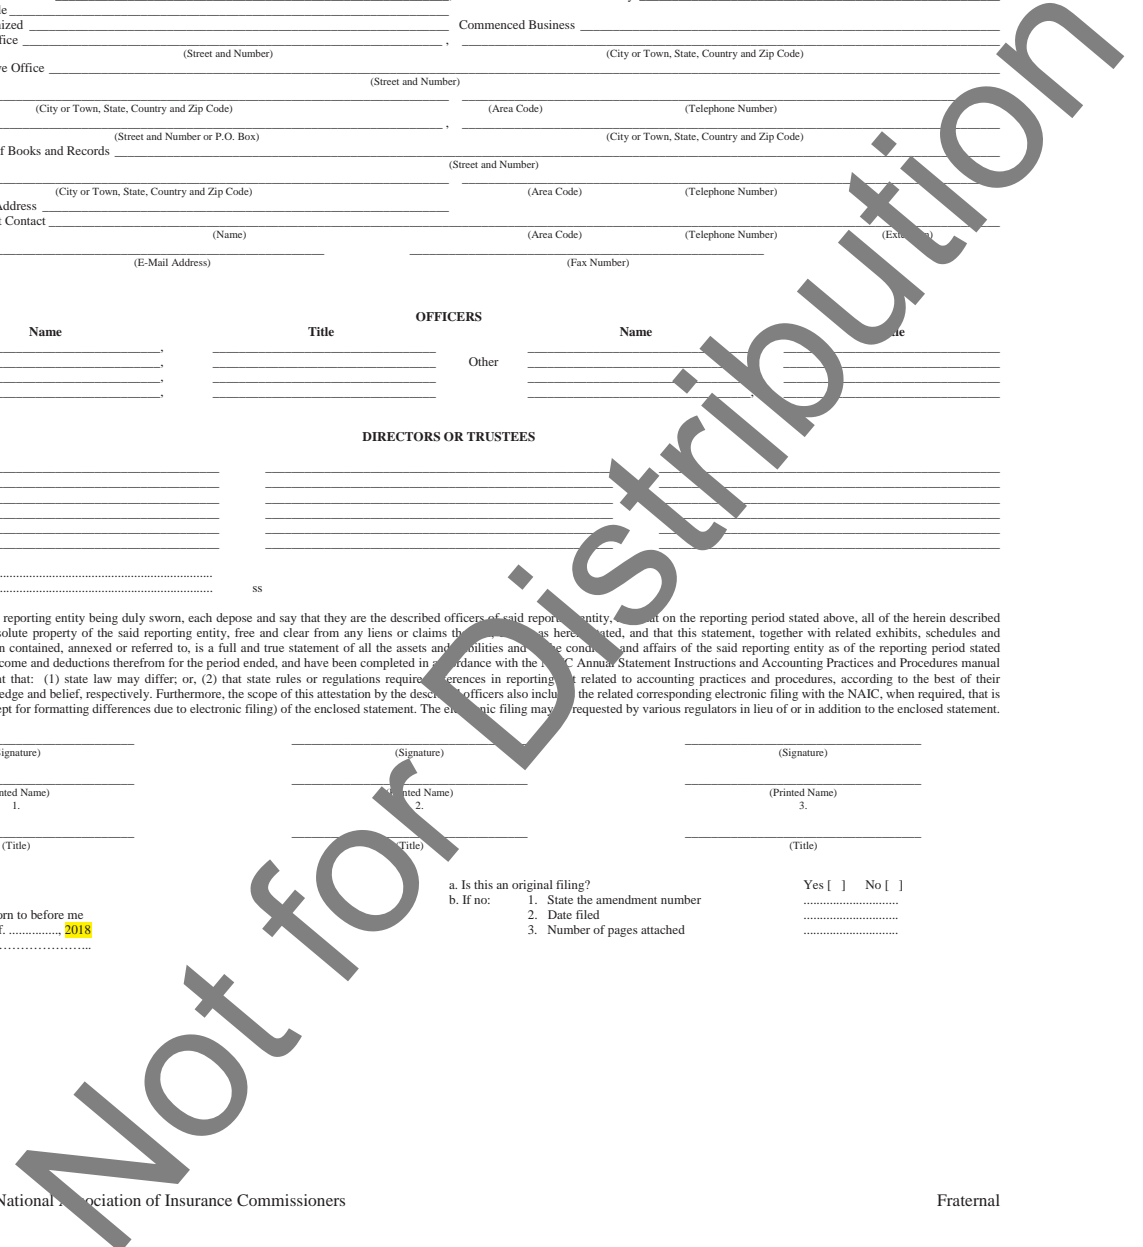 Commenced Business
(Street and Number) (City or Town, State, Country and Zip Code)
Office
(Street and Number)
(City or Town, State, Country and Zip Code) (Area Code) (Telephone Number)
(Street and Number or P.O. Box) (City or Town, State, Country and Zip Code)
of Books and Records
(Street and Number)
(City or Town, State, Country and Zip Code) (Area Code) (Telephone Number)
Address
Contact
(Name) (Area Code) (Telephone Number)
(E-Mail Address) (Fax Number)
OFFICERS
Name Title Name
,
, Other
,
, ,
DIRECTORS OR TRUSTEES
ss
reporting entity being duly sworn, each depose and say that they are the described officers of said entity, on the reporting period stated above, all of the herein described
property of the said reporting entity, free and clear from any liens or claims as and that this statement, together with related exhibits, schedules and
contained, annexed or referred to, is a full and true statement of all the assets and and affairs of the said reporting entity as of the reporting period stated
and deductions therefrom for the period ended, and have been completed in with the Annual Statement Instructions and Accounting Practices and Procedures manual
that: (1) state law may differ; or, (2) that state rules or regulations require in reporting related to accounting practices and procedures, according to the best of their
and belief, respectively. Furthermore, the scope of this attestation by the officers also the related corresponding electronic filing with the NAIC, when required, that is
for formatting differences due to electronic filing) of the enclosed statement. The may requested by various regulators in lieu of or in addition to the enclosed statement.
(Signature) (Signature)
Name) Name) (Printed Name)
1. 2. 3.
(Title) (Title) (Title)
a. Is this an original filing? Yes [ ] No [ ]
b. If no: 1. State the amendment number ............................
to before me 2. Date filed ............................
..............., 2018 3. Number of pages attached ............................
National of Insurance Commissioners Fraternal
Not for Distribution